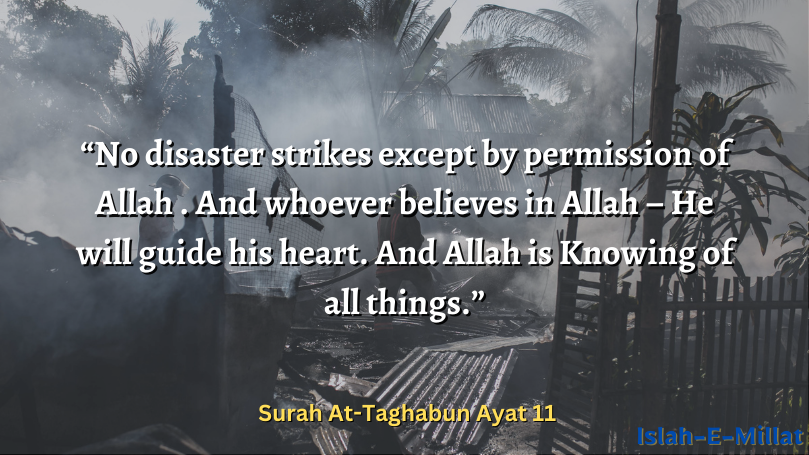 “No disaster strikes except by permission of
Allah . And whoever believes in Allah – He
will guide his heart. And Allah is Knowing of
all things.”
Surah At-Taghabun Ayat 11
Islah-E-Millat